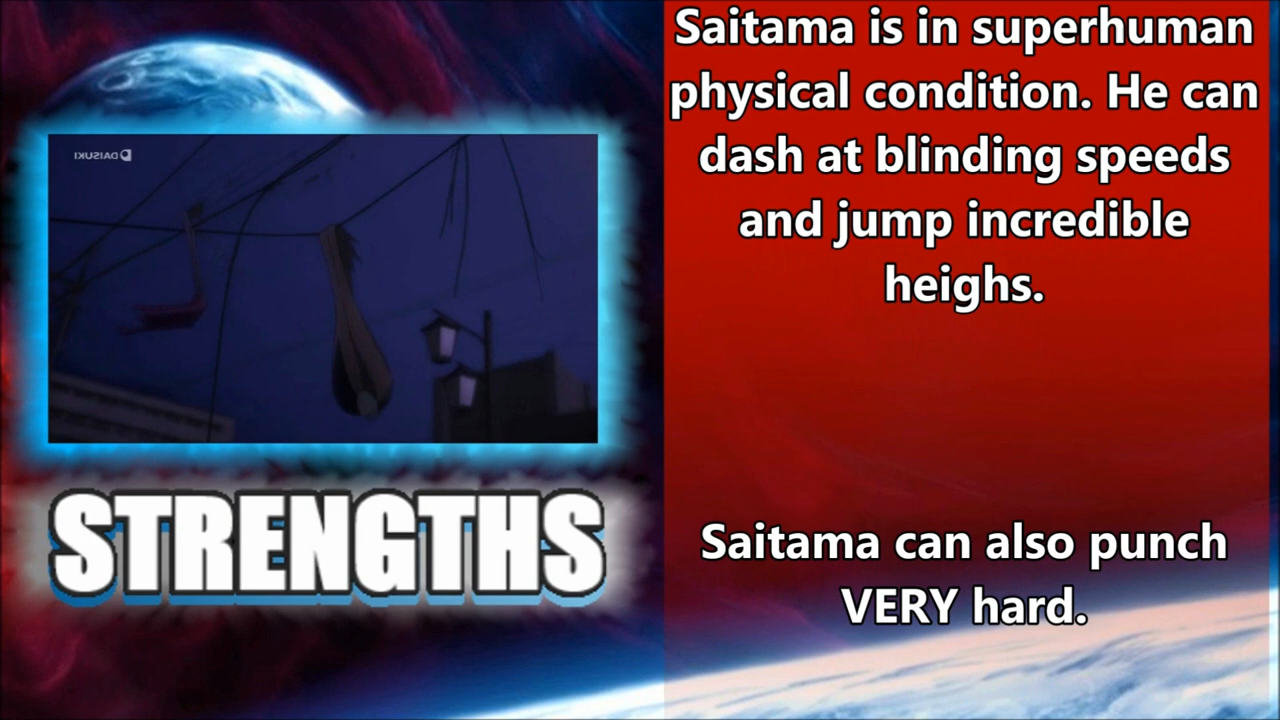 Saitama is in superhuman
physical condition. He can
dash at blinding speeds
and jump incredible
heighs.
DAISUKI
STRENGTHS
Saitama can also punch
VERY hard.